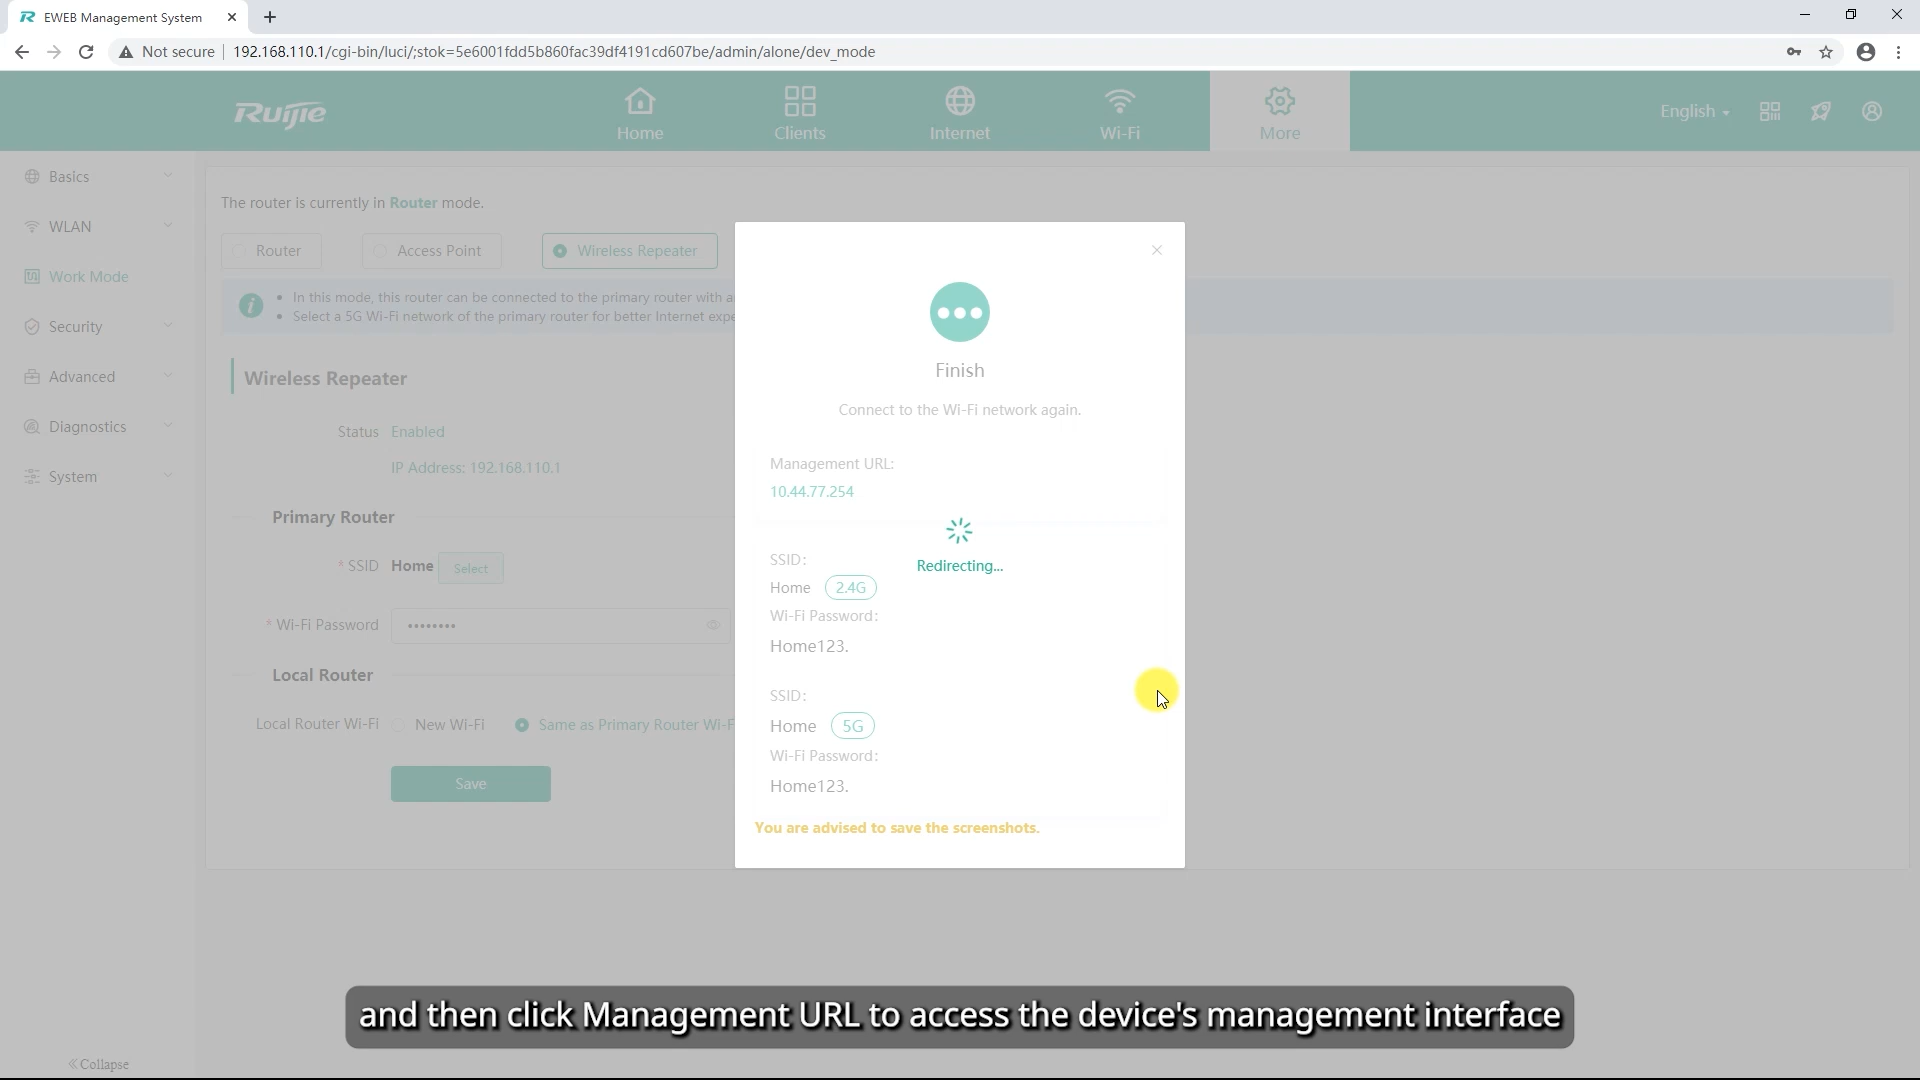 EWEB Management System
Not secure
192.168.110.1/cgi-bin/luci/;stok=5e6001fdd5b860fac39df4191cd607be/admin/alone/dev_mode
Ruijie
Home
Clients
Internet
Wi-Fi
More
English
Basics
WLAN
Work Mode
Security
Advanced
Diagnostics
System
Collapse
The router is currently in Router mode.
Router
Access Point
Wireless Repeater
In this mode, this router can be connected to the primary router with
Select a 5G Wi-Fi network of the primary router for better Internet
Wireless Repeater
Status Enabled
IP Address: 192.168.110.1
Primary Router
* SSID Home Select
* Wi-Fi Password ••••••••
Local Router
Local Router Wi-Fi New Wi-Fi Same as Primary Router
Save
Finish
Connect to the Wi-Fi network again.
Management URL:
10.44.77.254
Redirecting...
SSID:
Home 2.4G
Wi-Fi Password:
Home123.
SSID:
Home 5G
Wi-Fi Password:
Home123.
You are advised to save the screenshots.
and then click Management URL to access the device's management interface